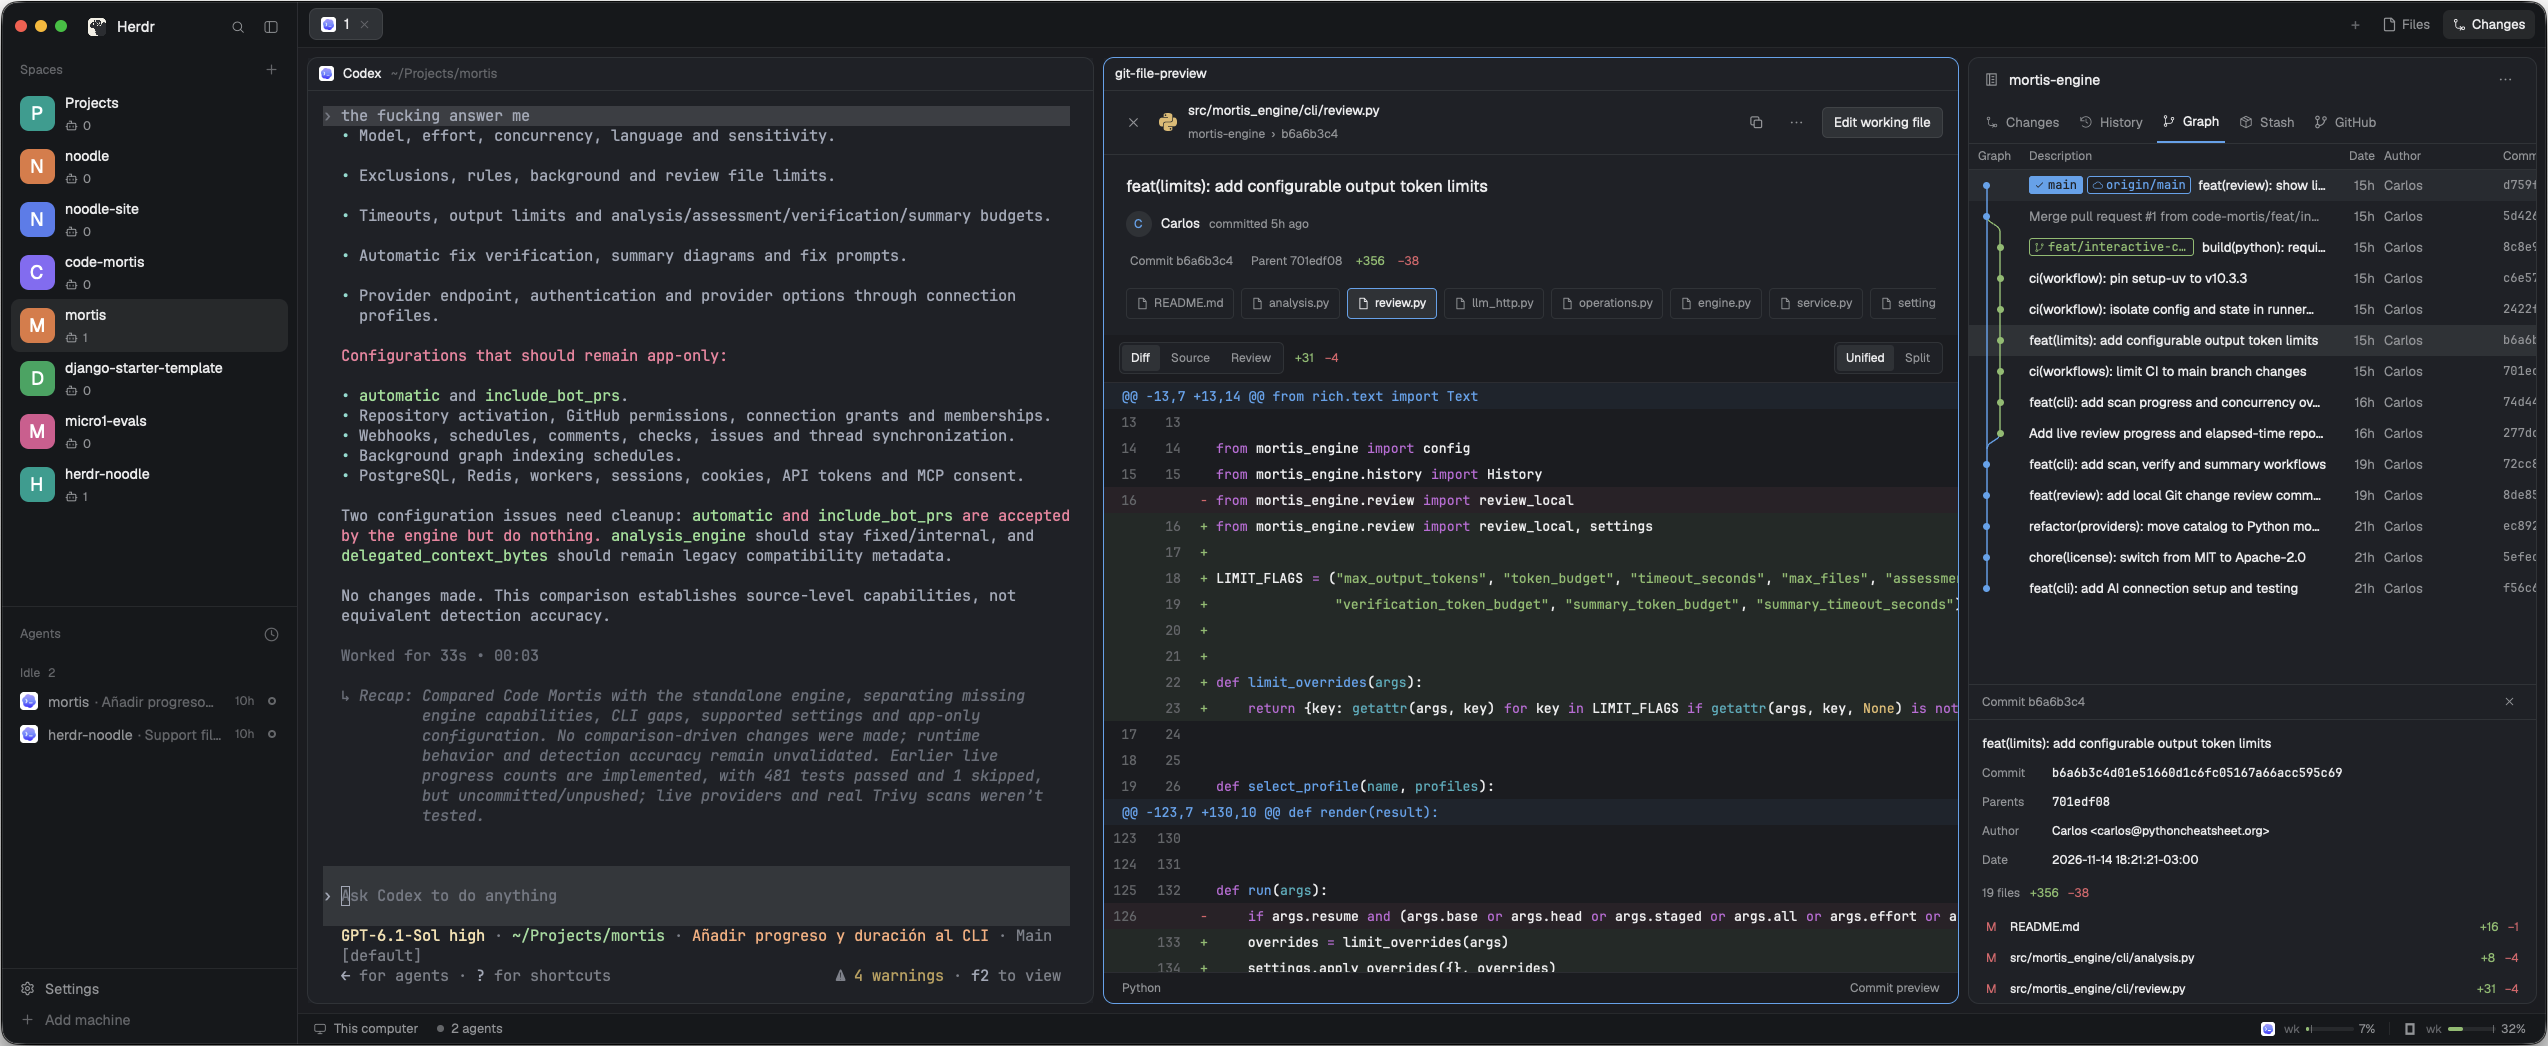 Herdr
Spaces
P
Projects
0
N
noodle
0
N
noodle-site
0
C
code-mortis
0
M
mortis
1
D
django-starter-template
0
M
micro1-evals
0
H
herdr-noodle
1
Agents
Idle 2
mortis · Añadir progreso... 10h
herdr-noodle · Support fil... 10h
Settings
+ Add machine
1
+ Files Changes
Codex ~/Projects/mortis
› the fucking answer me
• Model, effort, concurrency, language and sensitivity.
• Exclusions, rules, background and review file limits.
• Timeouts, output limits and analysis/assessment/verification/summary budgets.
• Automatic fix verification, summary diagrams and fix prompts.
• Provider endpoint, authentication and provider options through connection
profiles.
Configurations that should remain app-only:
• automatic and include_bot_prs.
• Repository activation, GitHub permissions, connection grants and memberships.
• Webhooks, schedules, comments, checks, issues and thread synchronization.
• Background graph indexing schedules.
• PostgreSQL, Redis, workers, sessions, cookies, API tokens and MCP consent.
Two configuration issues need cleanup: automatic and include_bot_prs are accepted
by the engine but do nothing. analysis_engine should stay fixed/internal, and
delegated_context_bytes should remain legacy compatibility metadata.
No changes made. This comparison establishes source-level capabilities, not
equivalent detection accuracy.
Worked for 33s • 00:03
↳ Recap: Compared Code Mortis with the standalone engine, separating missing
engine capabilities, CLI gaps, supported settings and app-only
configuration. No comparison-driven changes were made; runtime
behavior and detection accuracy remain unvalidated. Earlier live
progress counts are implemented, with 481 tests passed and 1 skipped,
but uncommitted/unpushed; live providers and real Trivy scans weren't
tested.
› Ask Codex to do anything
GPT-6.1-Sol high · ~/Projects/mortis · Añadir progreso y duración al CLI · Main
[default]
← for agents · ? for shortcuts
4 warnings · f2 to view
git-file-preview
src/mortis_engine/cli/review.py
mortis-engine › b6a6b3c4
Edit working file
feat(limits): add configurable output token limits
C Carlos committed 5h ago
Commit b6a6b3c4 Parent 701edf08 +356 −38
README.md analysis.py review.py llm_http.py operations.py engine.py service.py setting
Diff Source Review +31 −4
Unified Split
@@ -13,7 +13,14 @@ from rich.text import Text
13 13
14 14 from mortis_engine import config
15 15 from mortis_engine.history import History
16 - from mortis_engine.review import review_local
16 + from mortis_engine.review import review_local, settings
17 +
18 + LIMIT_FLAGS = ("max_output_tokens", "token_budget", "timeout_seconds", "max_files", "assessme
19 + "verification_token_budget", "summary_token_budget", "summary_timeout_seconds")
20 +
21 +
22 + def limit_overrides(args):
23 + return {key: getattr(args, key) for key in LIMIT_FLAGS if getattr(args, key, None) is not
17 24
18 25
19 26 def select_profile(name, profiles):
@@ -123,7 +130,10 @@ def render(result):
123 130
124 131
125 132 def run(args):
126 - if args.resume and (args.base or args.head or args.staged or args.all or args.effort or a
133 + overrides = limit_overrides(args)
134 + settings.apply_overrides({}, overrides)
Python
Commit preview
mortis-engine
Changes History Graph Stash GitHub
Graph Description Date Author Comm
main origin/main feat(review): show li... 15h Carlos d759f
Merge pull request #1 from code-mortis/feat/in... 15h Carlos 5d426
feat/interactive-c... build(python): requi... 15h Carlos 8c8e9
ci(workflow): pin setup-uv to v10.3.3 15h Carlos c6e57
ci(workflow): isolate config and state in runner... 15h Carlos 2422f
feat(limits): add configurable output token limits 15h Carlos b6a6b
ci(workflows): limit CI to main branch changes 15h Carlos 701ed
feat(cli): add scan progress and concurrency ov... 16h Carlos 74d44
Add live review progress and elapsed-time repo... 16h Carlos 277dc
feat(cli): add scan, verify and summary workflows 19h Carlos 72cc8
feat(review): add local Git change review comm... 19h Carlos 8de85
refactor(providers): move catalog to Python mo... 21h Carlos ec892
chore(license): switch from MIT to Apache-2.0 21h Carlos 5efec
feat(cli): add AI connection setup and testing 21h Carlos f56c6
Commit b6a6b3c4
feat(limits): add configurable output token limits
Commit b6a6b3c4d01e51660d1c6fc05167a66acc595c69
Parents 701edf08
Author Carlos <carlos@pythoncheatsheet.org>
Date 2026-11-14 18:21:21-03:00
19 files +356 −38
M README.md +16 −1
M src/mortis_engine/cli/analysis.py +8 −4
M src/mortis_engine/cli/review.py +31 −4
This computer 2 agents
wk 7% wk 32%